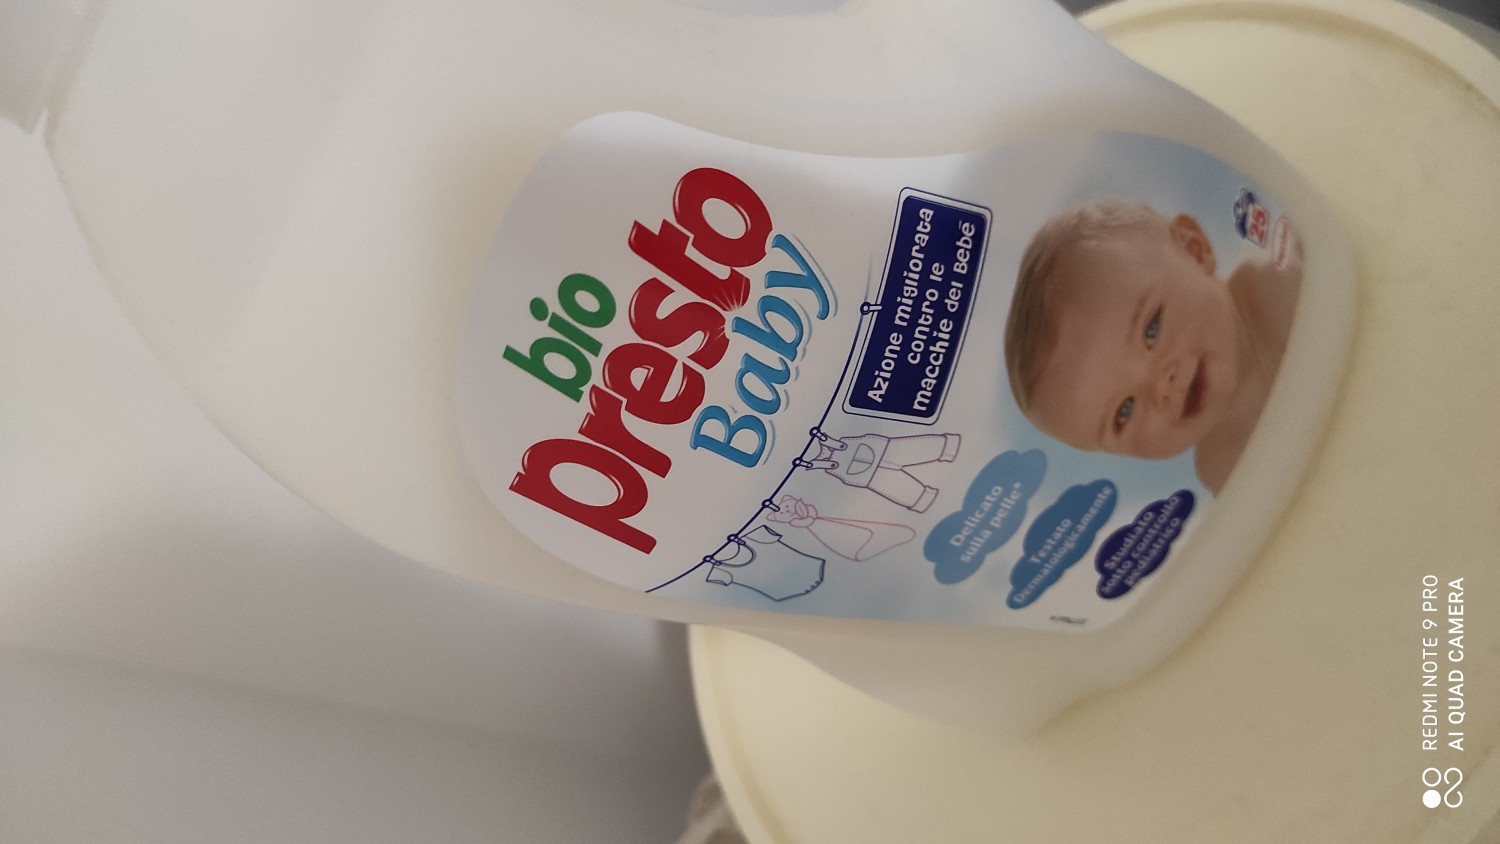 bio
presto
Baby
Azione migliorata
contro le
macchie del Bebè
Delicato
sulla pelle*
Testato
Dermatologicamente
Studiato
sotto controllo
pediatrico
25
REDMI NOTE 9 PRO
AI QUAD CAMERA